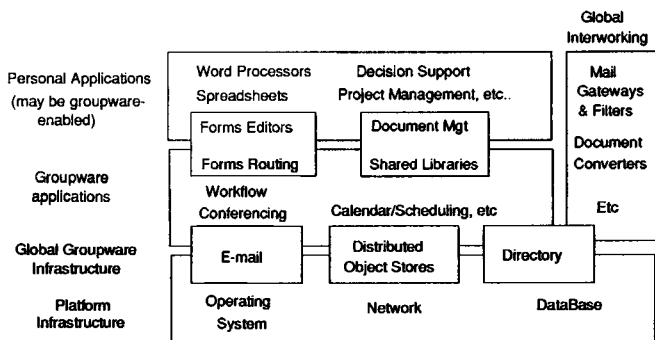 Global
Interworking
Personal Applications
(may be groupware-
enabled)
Word Processors
Spreadsheets
Decision Support
Project Management, etc..
Mail
Gateways
& Filters
Document
Converters
Etc
Forms Editors
Forms Routing
Document Mgt
Shared Libraries
Groupware
applications
Workflow
Conferencing
Calendar/Scheduling, etc
Global Groupware
Infrastructure
E-mail
Distributed
Object Stores
Directory
Platform
Infrastructure
Operating
System
Network
DataBase